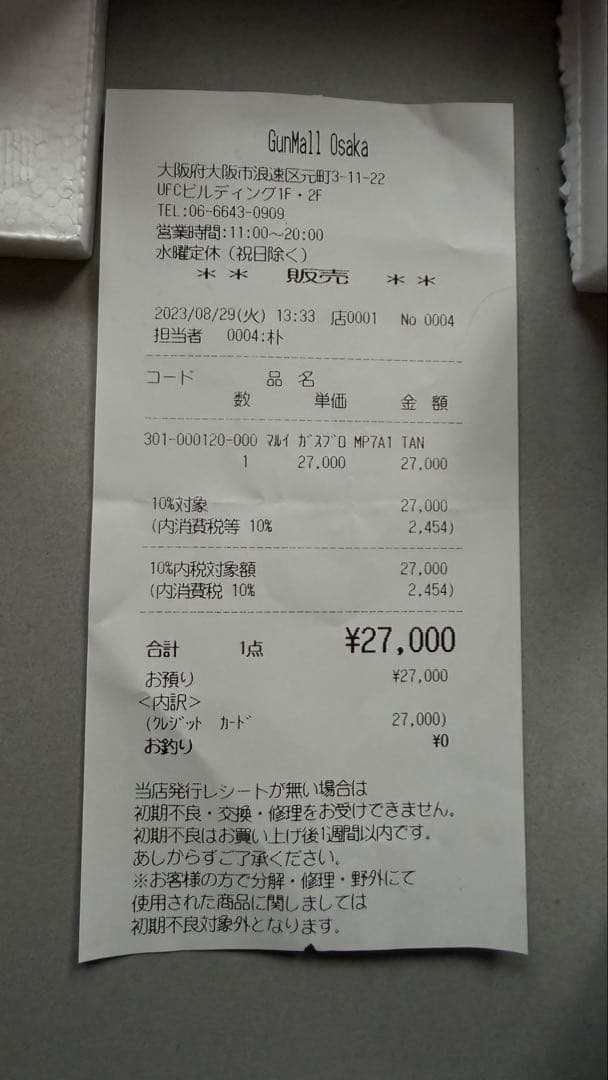 GunMall Osaka
大阪府大阪市浪速区元町3-11-22
UFCビルディング1F・2F
TEL:06-6643-0909
営業時間:11:00～20:00
水曜定休（祝日除く）
＊＊ 販売 ＊＊
2023/08/29(火) 13:33 店0001 No 0004
担当者 0004:朴
コード 品 名
数 単価 金 額
301-000120-000 ﾏﾙｲ ｶﾞｽﾌﾞﾛ MP7A1 TAN
1 27,000 27,000
10%対象 27,000
(内消費税等 10% 2,454)
10%内税対象額 27,000
(内消費税 10% 2,454)
合計 1点 ¥27,000
お預り ¥27,000
<内訳>
(ｸﾚｼﾞｯﾄ ｶｰﾄﾞ 27,000)
お釣り ¥0
当店発行レシートが無い場合は
初期不良・交換・修理をお受けできません。
初期不良はお買い上げ後1週間以内です。
あしからずご了承ください。
※お客様の方で分解・修理・野外にて
使用された商品に関しましては
初期不良対象外となります。